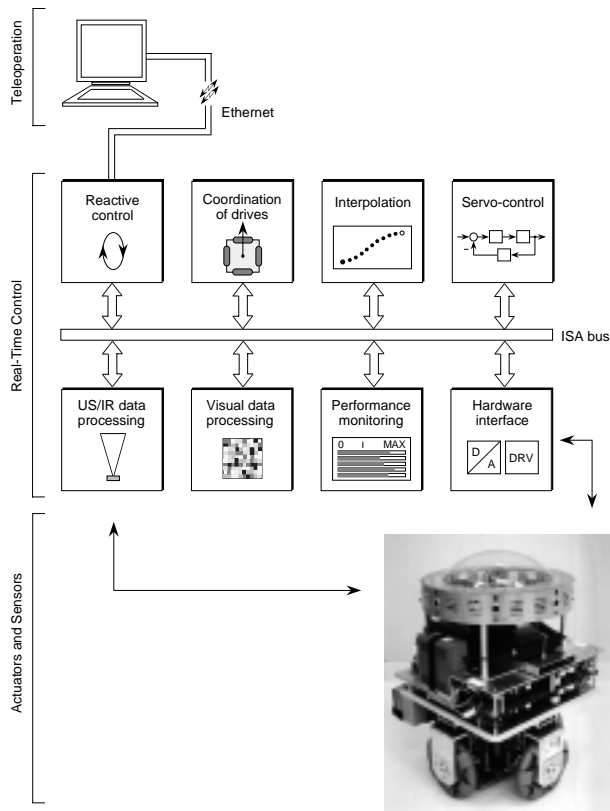 Teleoperation
Ethernet
Real-Time Control
Reactive
control
Coordination
of drives
Interpolation
Servo-control
ISA bus
US/IR data
processing
Visual data
processing
Performance
monitoring
0 I MAX
Hardware
interface
D
A
DRV
Actuators and Sensors